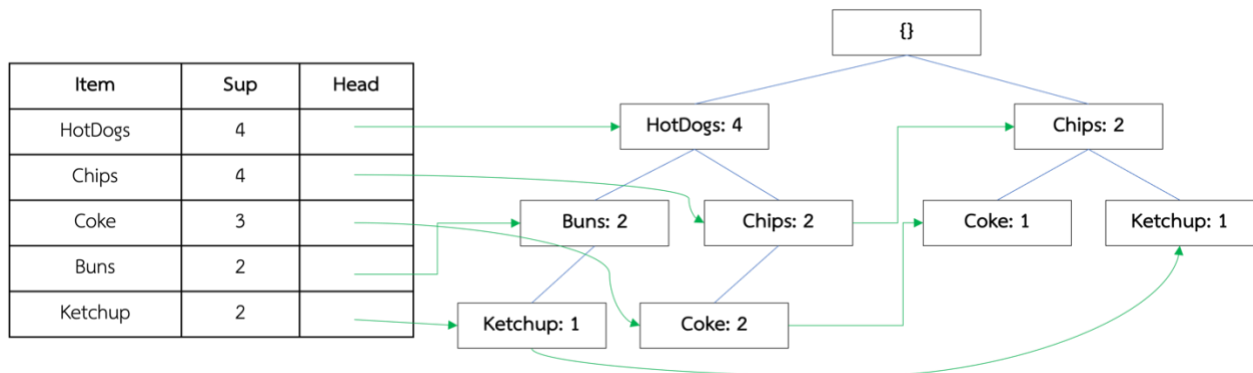 {}
Item Sup Head
HotDogs 4
Chips 4
Coke 3
Buns 2
Ketchup 2
HotDogs: 4 Chips: 2
Buns: 2 Chips: 2 Coke: 1 Ketchup: 1
Ketchup: 1 Coke: 2